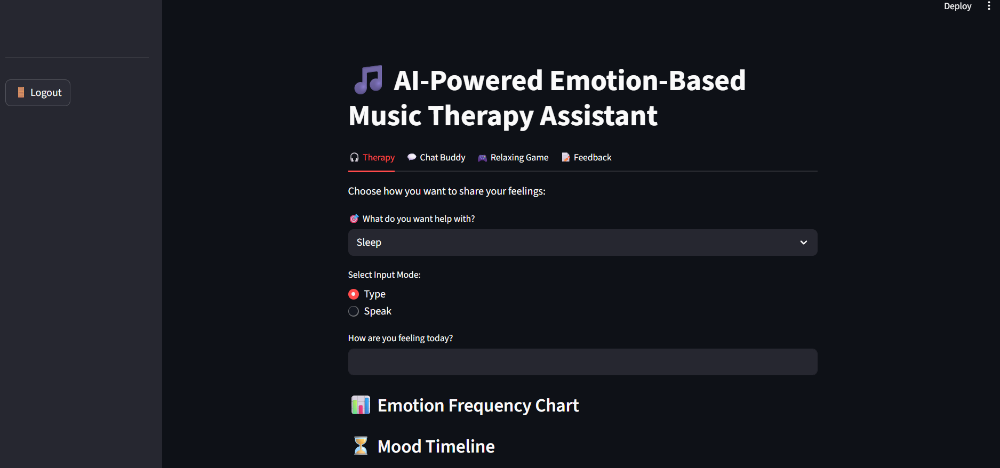 Deploy
Logout
AI-Powered Emotion-Based
Music Therapy Assistant
Therapy
Chat Buddy
Relaxing Game
Feedback
Choose how you want to share your feelings:
What do you want help with?
Sleep
Select Input Mode:
Type
Speak
How are you feeling today?
Emotion Frequency Chart
Mood Timeline